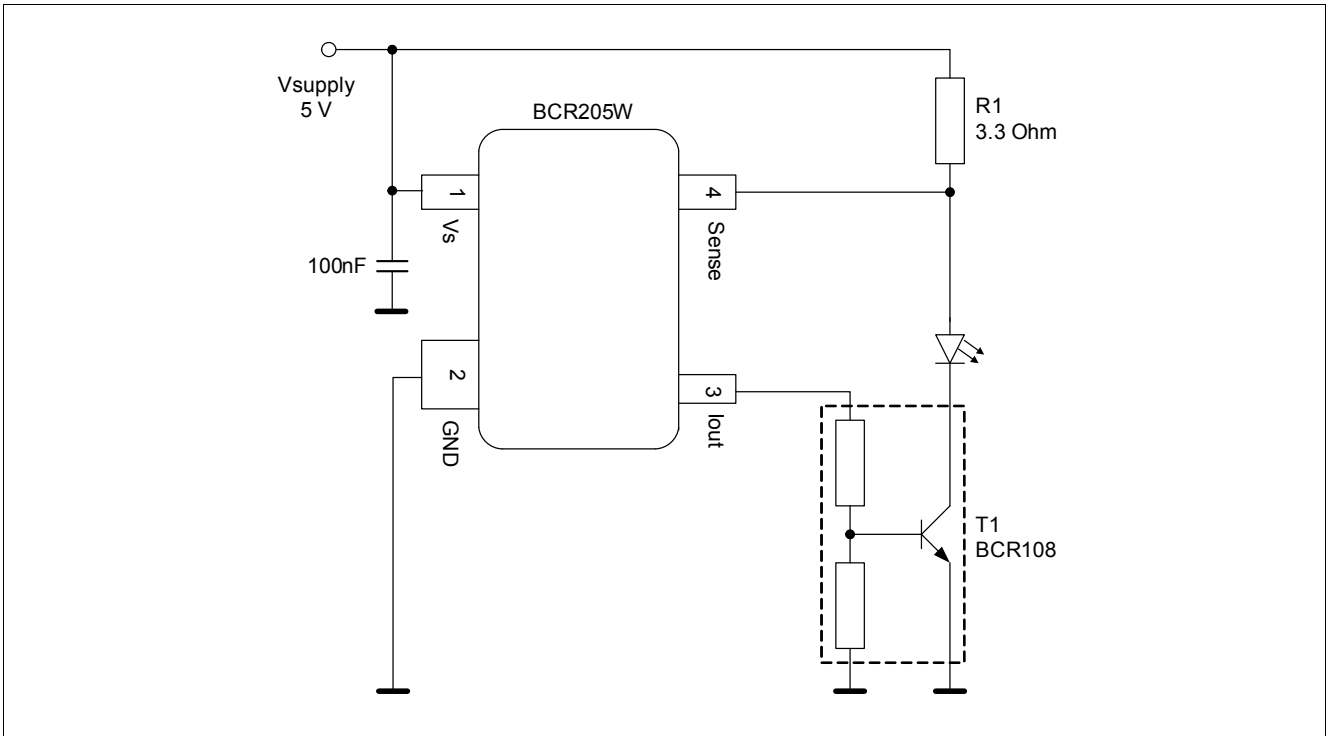 Vsupply
5 V
BCR205W
R1
3.3 Ohm
1
Vs
4
Sense
100nF
2
GND
3
Iout
T1
BCR108